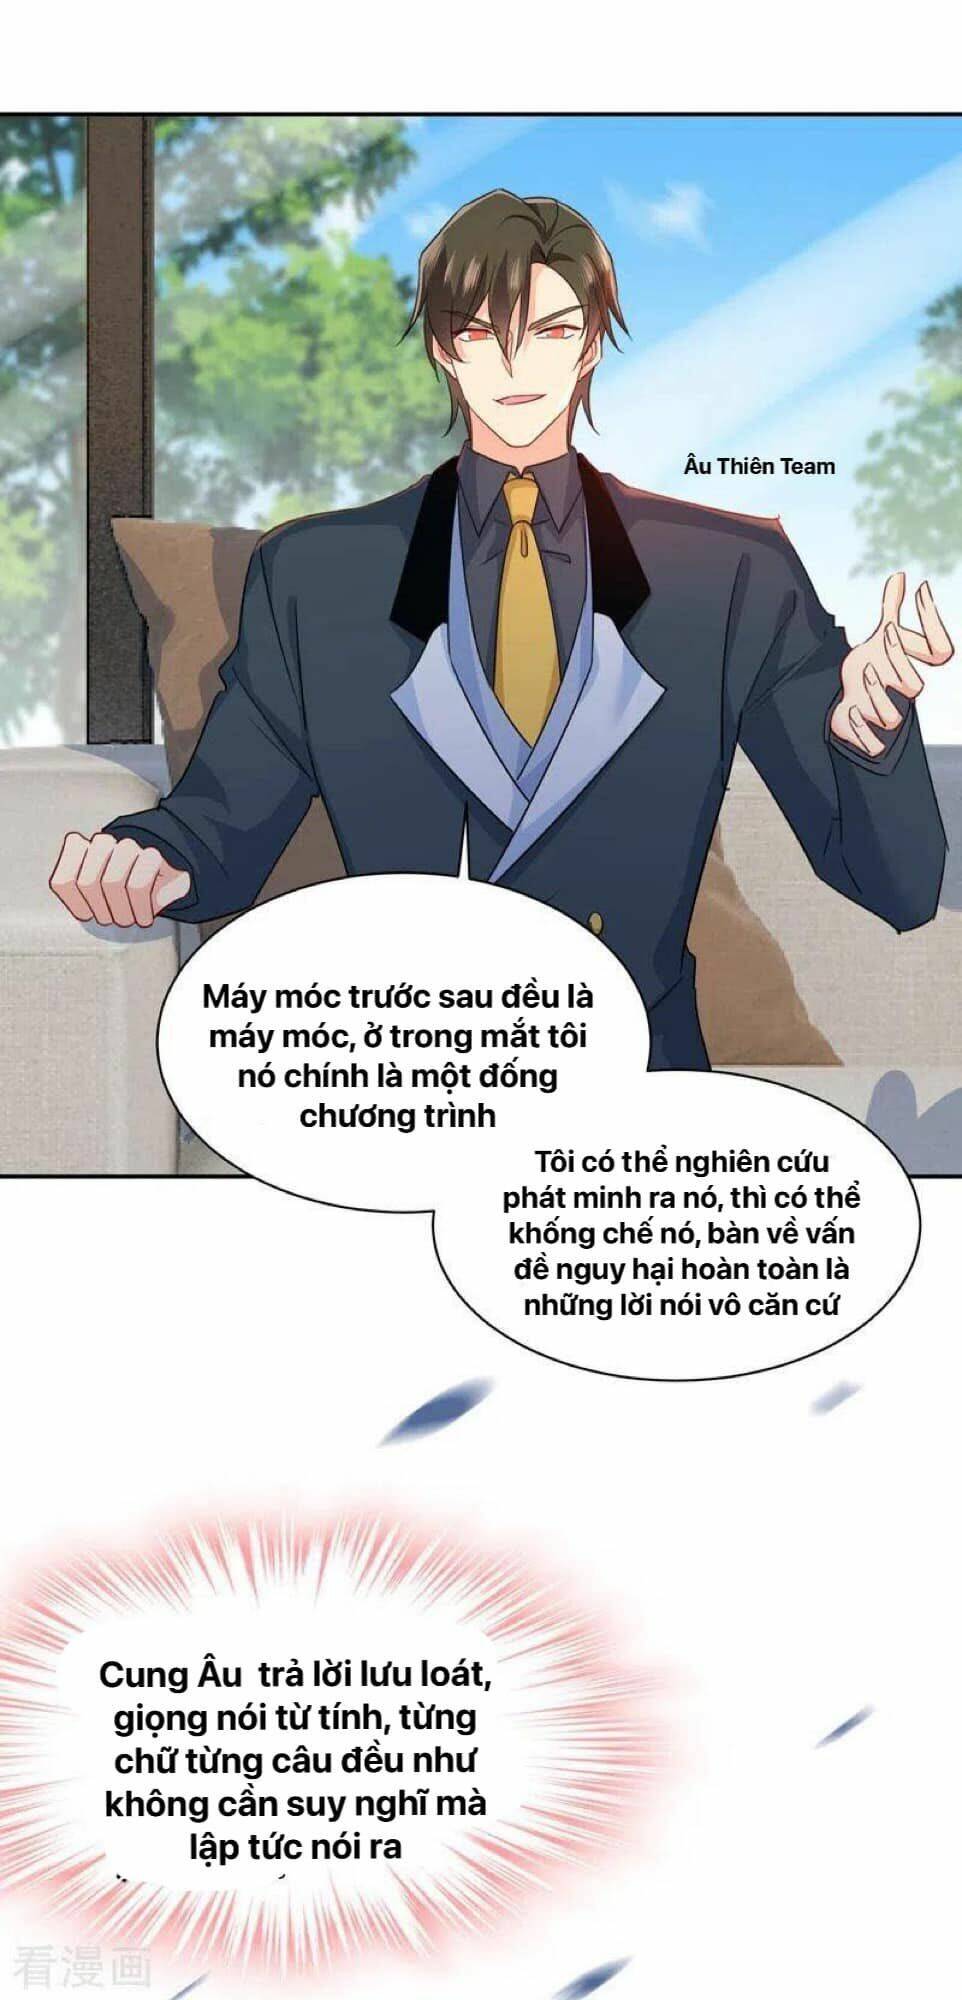 Âu Thiên Team
Máy móc trước sau đều là
máy móc, ở trong mắt tôi
nó chính là một đống
chương trình
Tôi có thể nghiên cứu
phát minh ra nó, thì có thể
khống chế nó, bàn về vấn
đề nguy hại hoàn toàn là
những lời nói vô căn cứ
Cung Âu trả lời lưu loát,
giọng nói từ tính, từng
chữ từng câu đều như
không cần suy nghĩ mà
lập tức nói ra
看漫画